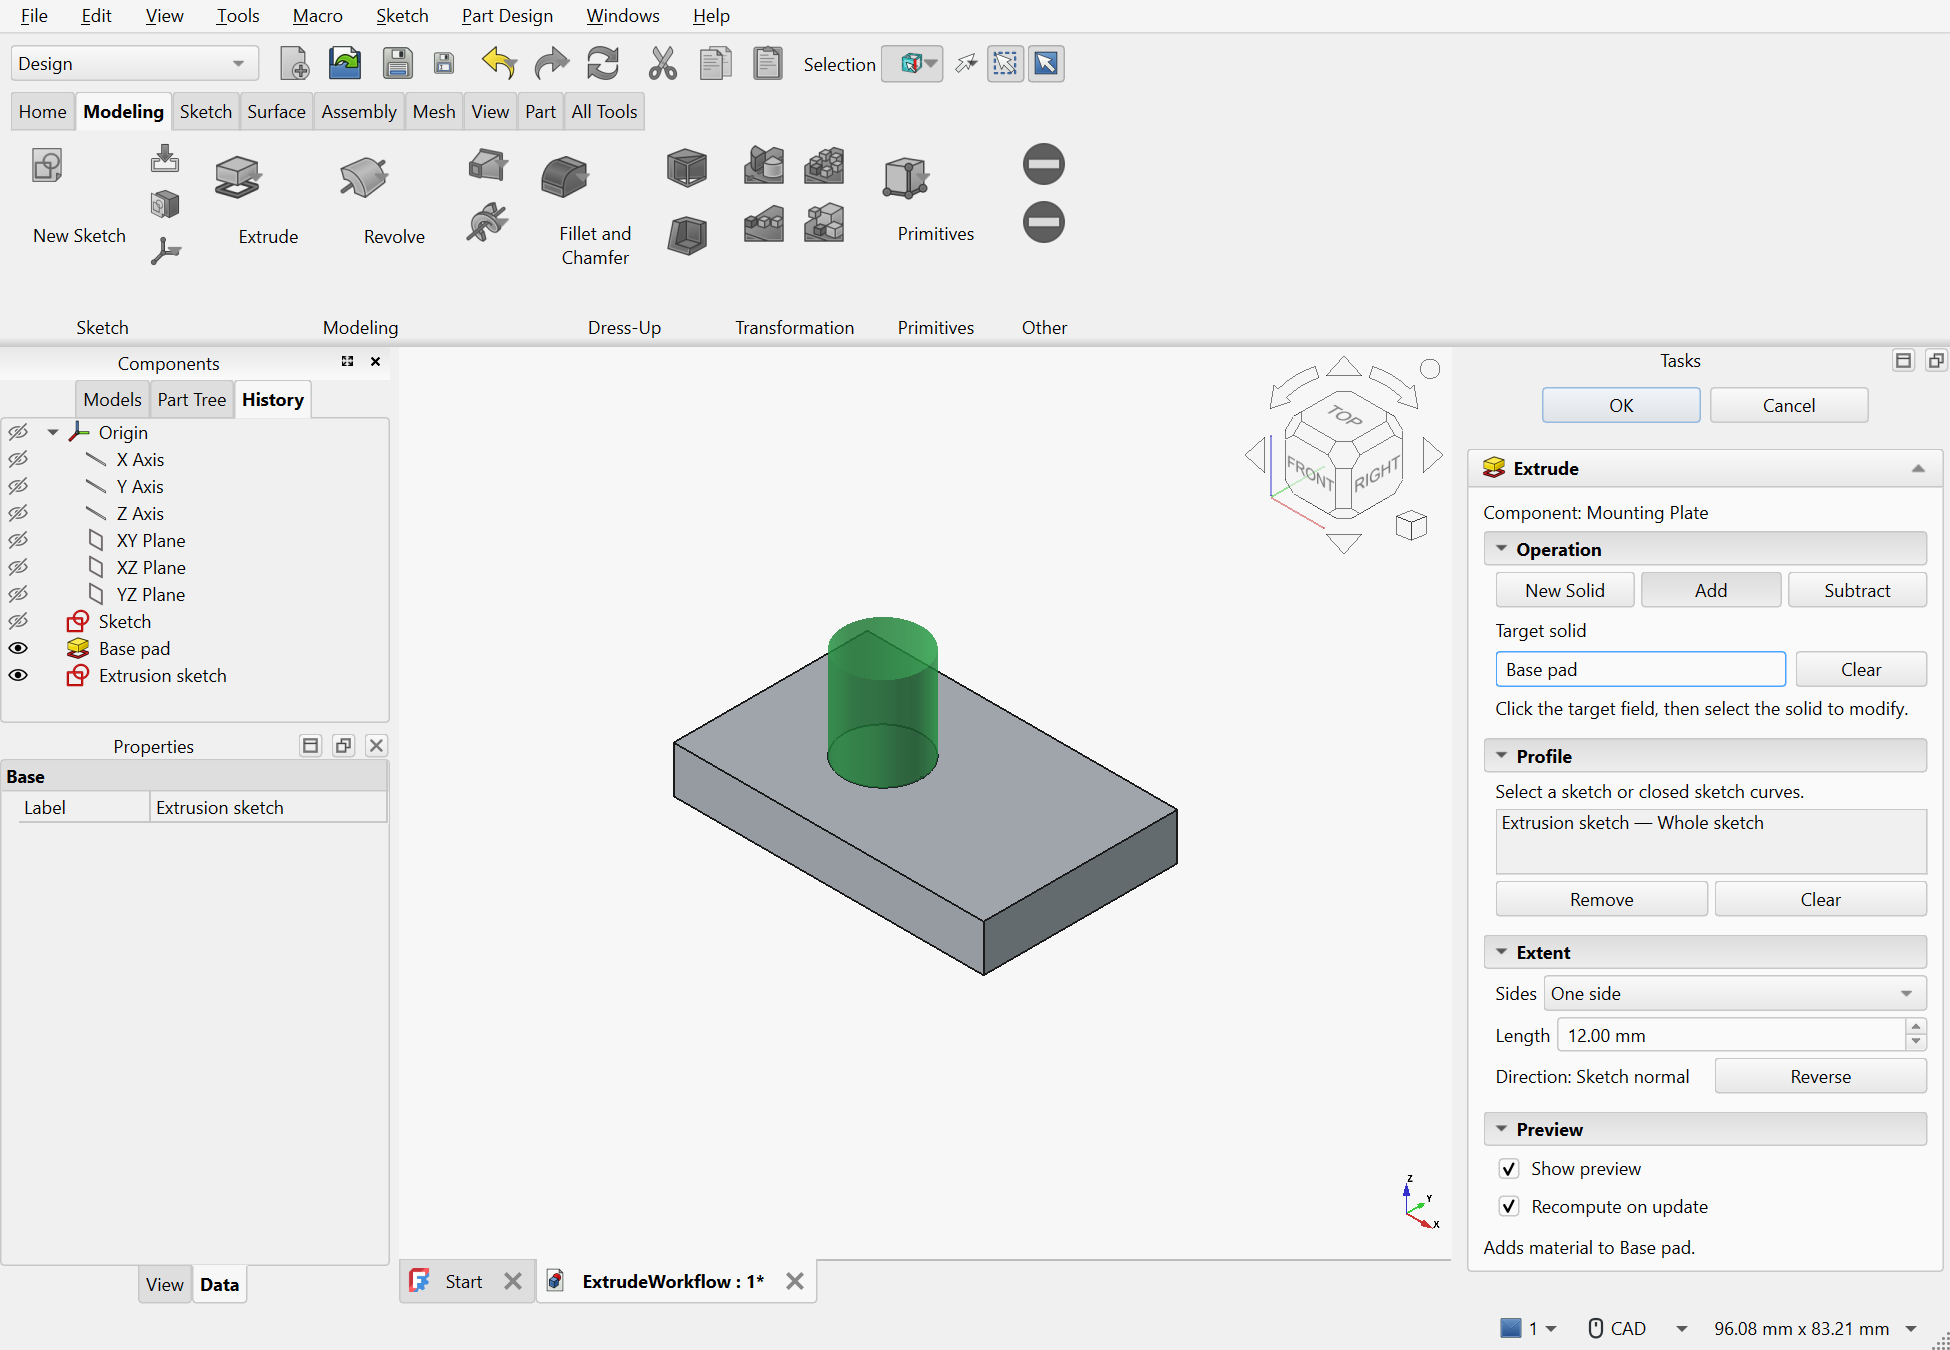 File Edit View Tools Macro Sketch Part Design Windows Help
Design
Selection
Home Modeling Sketch Surface Assembly Mesh View Part All Tools
New Sketch Extrude Revolve Fillet and Chamfer Primitives
Sketch Modeling Dress-Up Transformation Primitives Other
Components
Models Part Tree History
Origin
X Axis
Y Axis
Z Axis
XY Plane
XZ Plane
YZ Plane
Sketch
Base pad
Extrusion sketch
Properties
Base
Label Extrusion sketch
View Data
TOP
FRONT RIGHT
Z
Y
X
Start ExtrudeWorkflow : 1*
Tasks
OK Cancel
Extrude
Component: Mounting Plate
Operation
New Solid Add Subtract
Target solid
Base pad Clear
Click the target field, then select the solid to modify.
Profile
Select a sketch or closed sketch curves.
Extrusion sketch — Whole sketch
Remove Clear
Extent
Sides One side
Length 12.00 mm
Direction: Sketch normal Reverse
Preview
Show preview
Recompute on update
Adds material to Base pad.
1 CAD 96.08 mm x 83.21 mm